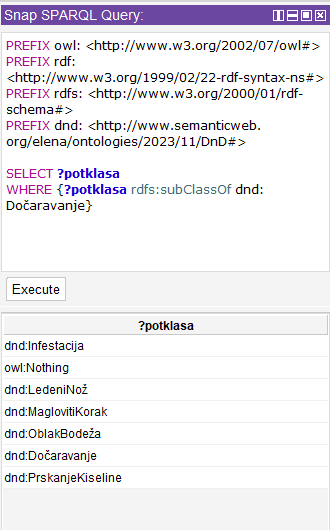 Snap SPARQL Query:
PREFIX owl: <http://www.w3.org/2002/07/owl#>
PREFIX rdf:
<http://www.w3.org/1999/02/22-rdf-syntax-ns#>
PREFIX rdfs: <http://www.w3.org/2000/01/rdf-
schema#>
PREFIX dnd: <http://www.semanticweb.
org/elena/ontologies/2023/11/DnD#>
SELECT ?potklasa
WHERE {?potklasa rdfs:subClassOf dnd:
Dočaravanje}
Execute
?potklasa
dnd:Infestacija
owl:Nothing
dnd:LedeniNož
dnd:MaglovitiKorak
dnd:OblakBodeža
dnd:Dočaravanje
dnd:PrskanjeKiseline